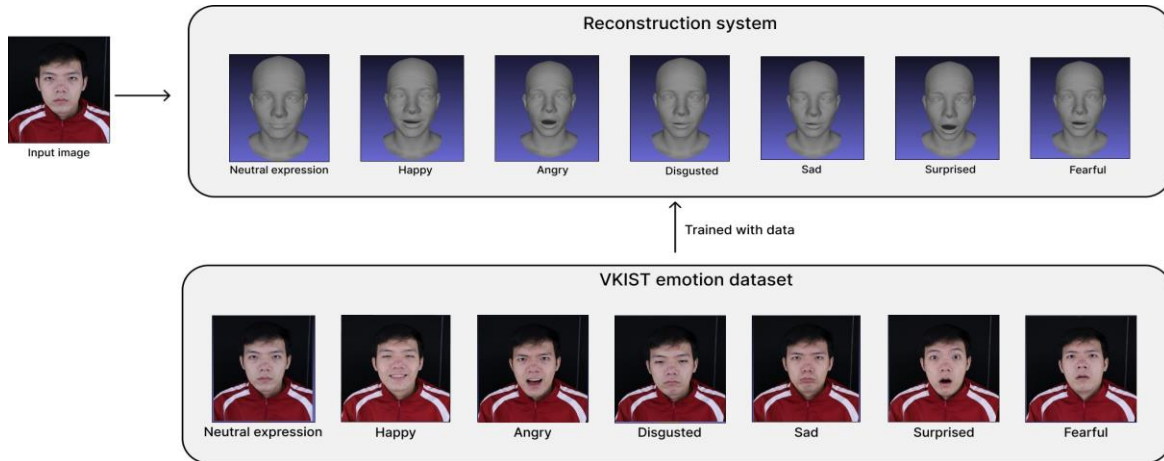 Reconstruction system
Input image
Neutral expression
Happy
Angry
Disgusted
Sad
Surprised
Fearful
Trained with data
VKIST emotion dataset
Neutral expression
Happy
Angry
Disgusted
Sad
Surprised
Fearful